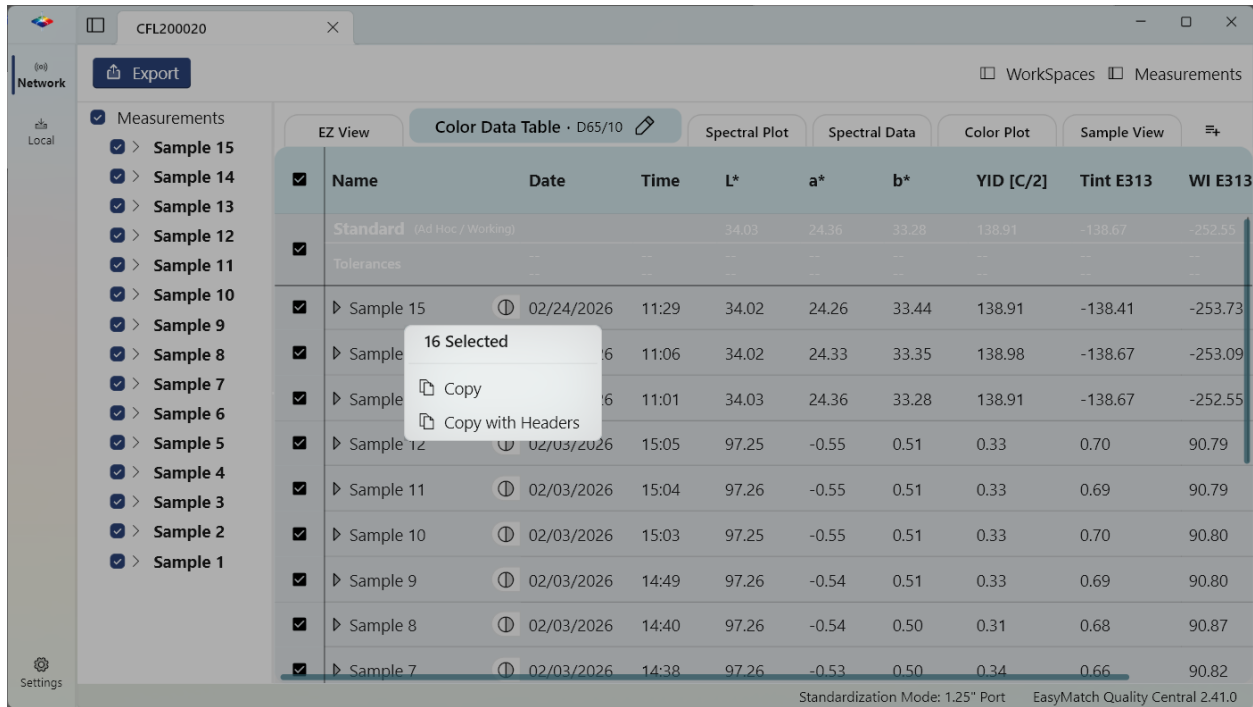 CFL200020
Network
Local
Settings
Export
WorkSpaces Measurements
Measurements
Sample 15
Sample 14
Sample 13
Sample 12
Sample 11
Sample 10
Sample 9
Sample 8
Sample 7
Sample 6
Sample 5
Sample 4
Sample 3
Sample 2
Sample 1
EZ View Color Data Table · D65/10 Spectral Plot Spectral Data Color Plot Sample View
Name Date Time L* a* b* YID [C/2] Tint E313 WI E313
Standard (Ad Hoc / Working) 34.03 24.36 33.28 138.91 -138.67 -252.55
-- -- -- -- -- -- -- --
Tolerances -- -- -- -- -- -- -- --
Sample 15 02/24/2026 11:29 34.02 24.26 33.44 138.91 -138.41 -253.73
Sample 6 11:06 34.02 24.33 33.35 138.98 -138.67 -253.09
Sample 6 11:01 34.03 24.36 33.28 138.91 -138.67 -252.55
Sample 12 02/03/2026 15:05 97.25 -0.55 0.51 0.33 0.70 90.79
Sample 11 02/03/2026 15:04 97.26 -0.55 0.51 0.33 0.69 90.79
Sample 10 02/03/2026 15:03 97.25 -0.55 0.51 0.33 0.70 90.80
Sample 9 02/03/2026 14:49 97.26 -0.54 0.51 0.33 0.69 90.80
Sample 8 02/03/2026 14:40 97.26 -0.54 0.50 0.31 0.68 90.87
Sample 7 02/03/2026 14:38 97.26 -0.53 0.50 0.34 0.66 90.82
16 Selected
Copy
Copy with Headers
Standardization Mode: 1.25" Port EasyMatch Quality Central 2.41.0